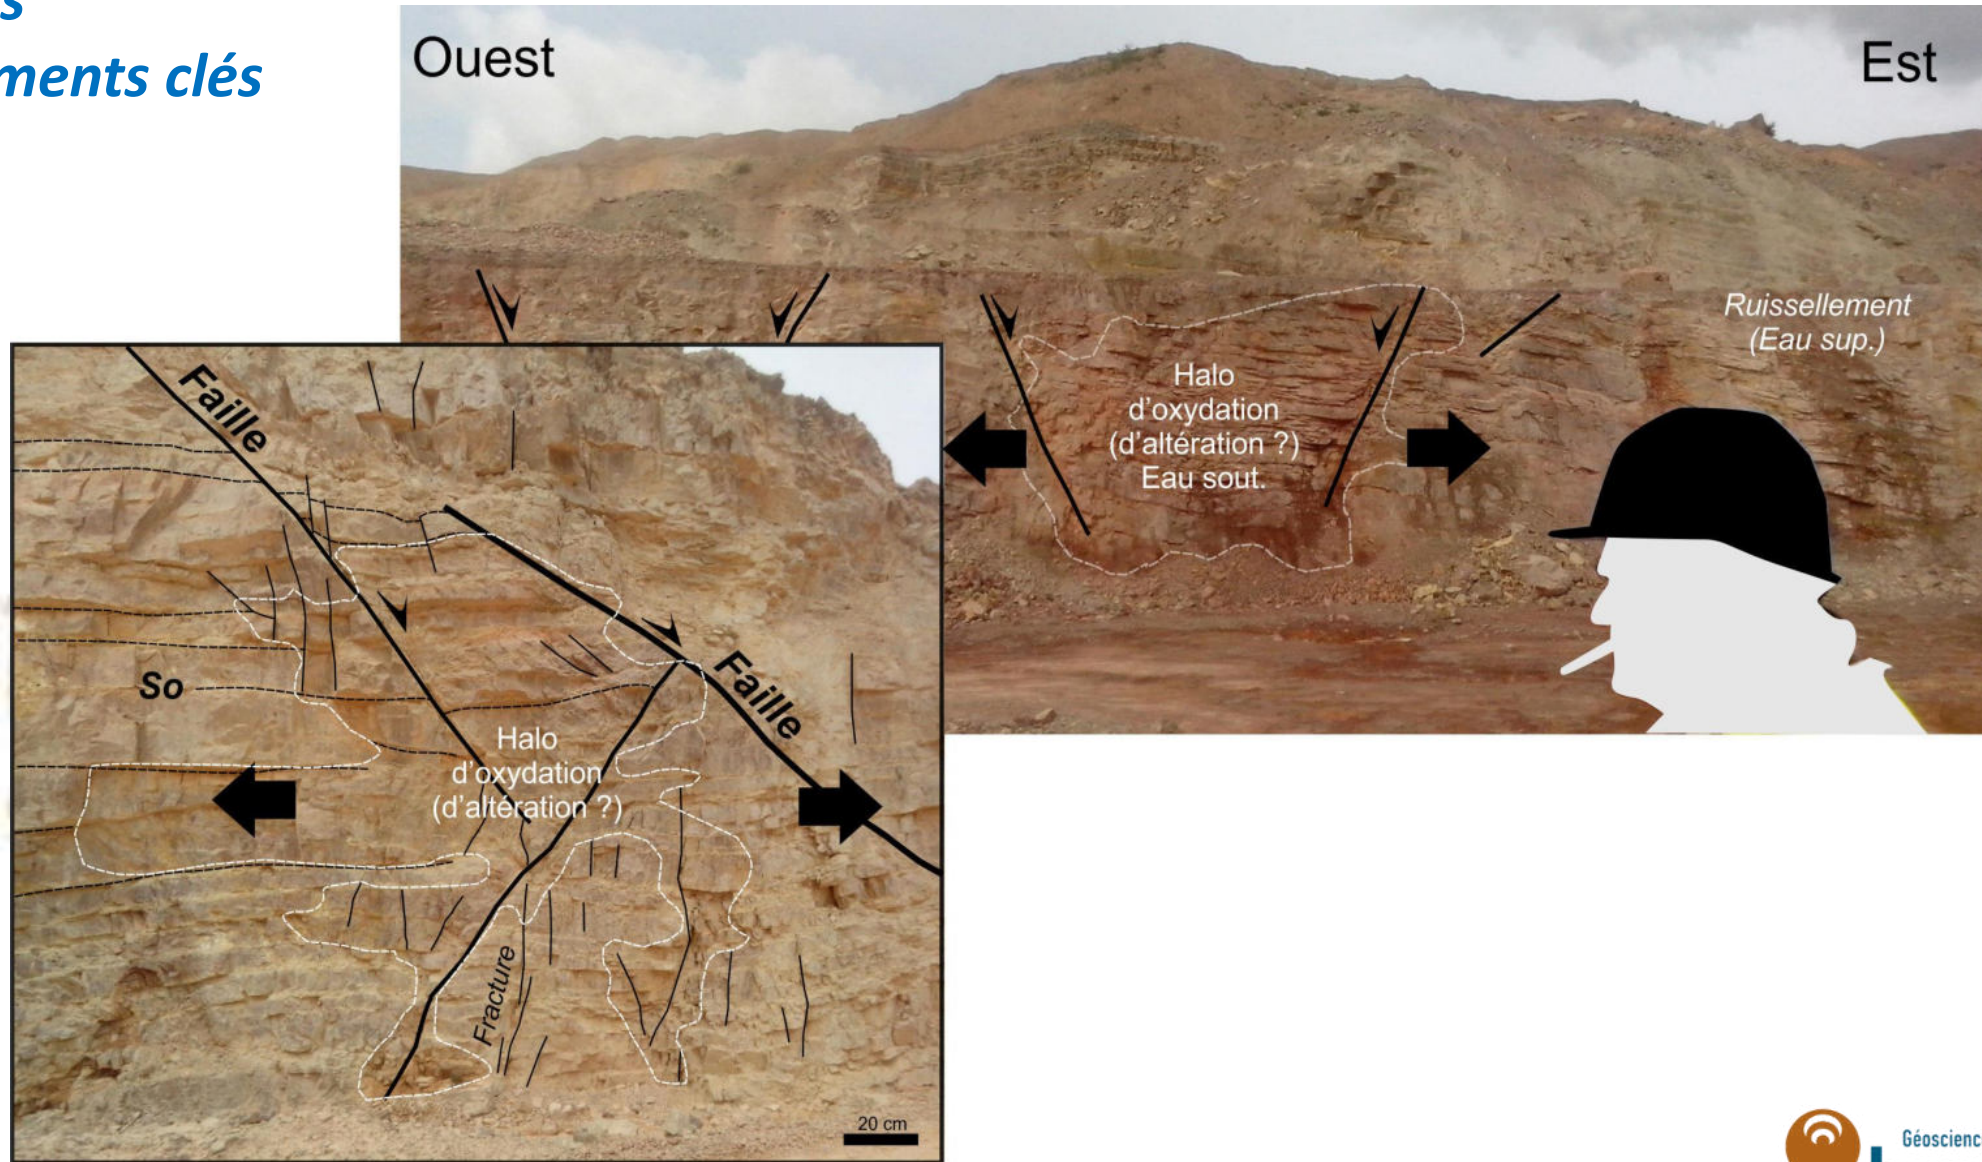 ments clés
Ouest
Est
Ruissellement
(Eau sup.)
Halo
d'oxydation
(d'altération ?)
Eau sout.
Faille
Faille
So
Halo
d'oxydation
(d'altération ?)
Fracture
20 cm